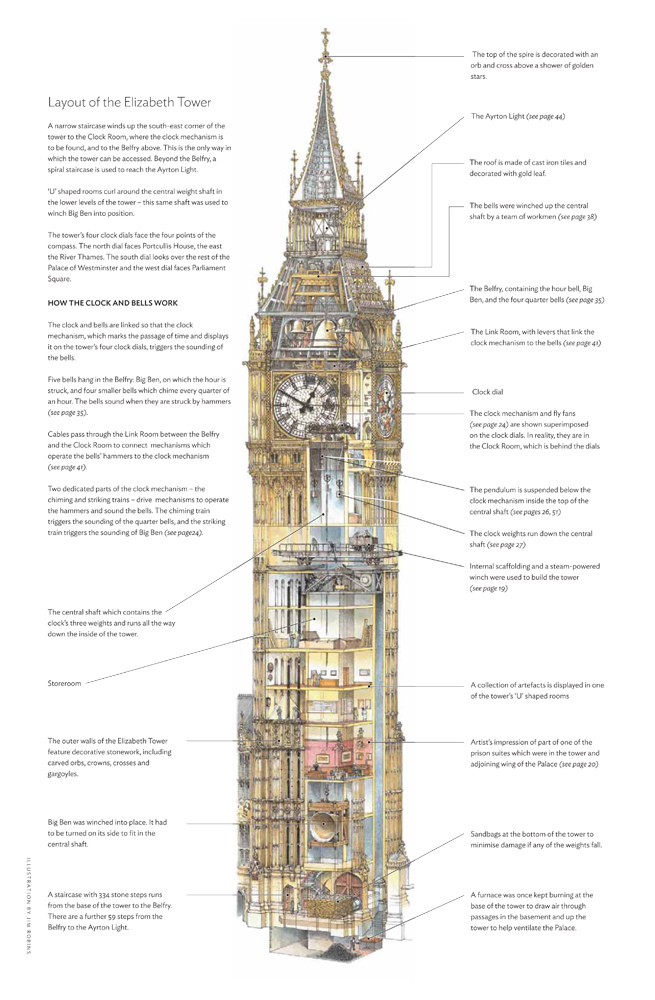 Layout of the Elizabeth Tower
A narrow staircase winds up the south-east corner of the
tower to the Clock Room, where the clock mechanism is
to be found, and to the Belfry above. This is the only way in
which the tower can be accessed. Beyond the Belfry, a
spiral staircase is used to reach the Ayrton Light.
'U' shaped rooms curl around the central weight shaft in
the lower levels of the tower – this same shaft was used to
winch Big Ben into position.
The tower's four clock dials face the four points of the
compass. The north dial faces Portcullis House, the east
the River Thames. The south dial looks over the rest of the
Palace of Westminster and the west dial faces Parliament
Square.
HOW THE CLOCK AND BELLS WORK
The clock and bells are linked so that the clock
mechanism, which marks the passage of time and displays
it on the tower's four clock dials, triggers the sounding of
the bells.
Five bells hang in the Belfry: Big Ben, on which the hour is
struck, and four smaller bells which chime every quarter of
an hour. The bells sound when they are struck by hammers
(see page 35).
Cables pass through the Link Room between the Belfry
and the Clock Room to connect mechanisms which
operate the bells' hammers to the clock mechanism
(see page 41).
Two dedicated parts of the clock mechanism – the
chiming and striking trains – drive mechanisms to operate
the hammers and sound the bells. The chiming train
triggers the sounding of the quarter bells, and the striking
train triggers the sounding of Big Ben (see page24).
The central shaft which contains the
clock's three weights and runs all the way
down the inside of the tower.
Storeroom
The outer walls of the Elizabeth Tower
feature decorative stonework, including
carved orbs, crowns, crosses and
gargoyles.
Big Ben was winched into place. It had
to be turned on its side to fit in the
central shaft.
A staircase with 334 stone steps runs
from the base of the tower to the Belfry.
There are a further 59 steps from the
Belfry to the Ayrton Light.
ILLUSTRATION BY JIM ROBINS
The top of the spire is decorated with an
orb and cross above a shower of golden
stars.
The Ayrton Light (see page 44)
The roof is made of cast iron tiles and
decorated with gold leaf.
The bells were winched up the central
shaft by a team of workmen (see page 38)
The Belfry, containing the hour bell, Big
Ben, and the four quarter bells (see page 35)
The Link Room, with levers that link the
clock mechanism to the bells (see page 41)
Clock dial
The clock mechanism and fly fans
(see page 24) are shown superimposed
on the clock dials. In reality, they are in
the Clock Room, which is behind the dials
The pendulum is suspended below the
clock mechanism inside the top of the
central shaft (see pages 26, 51)
The clock weights run down the central
shaft (see page 27)
Internal scaffolding and a steam-powered
winch were used to build the tower
(see page 19)
A collection of artefacts is displayed in one
of the tower's 'U' shaped rooms
Artist's impression of part of one of the
prison suites which were in the tower and
adjoining wing of the Palace (see page 20)
Sandbags at the bottom of the tower to
minimise damage if any of the weights fall.
A furnace was once kept burning at the
base of the tower to draw air through
passages in the basement and up the
tower to help ventilate the Palace.